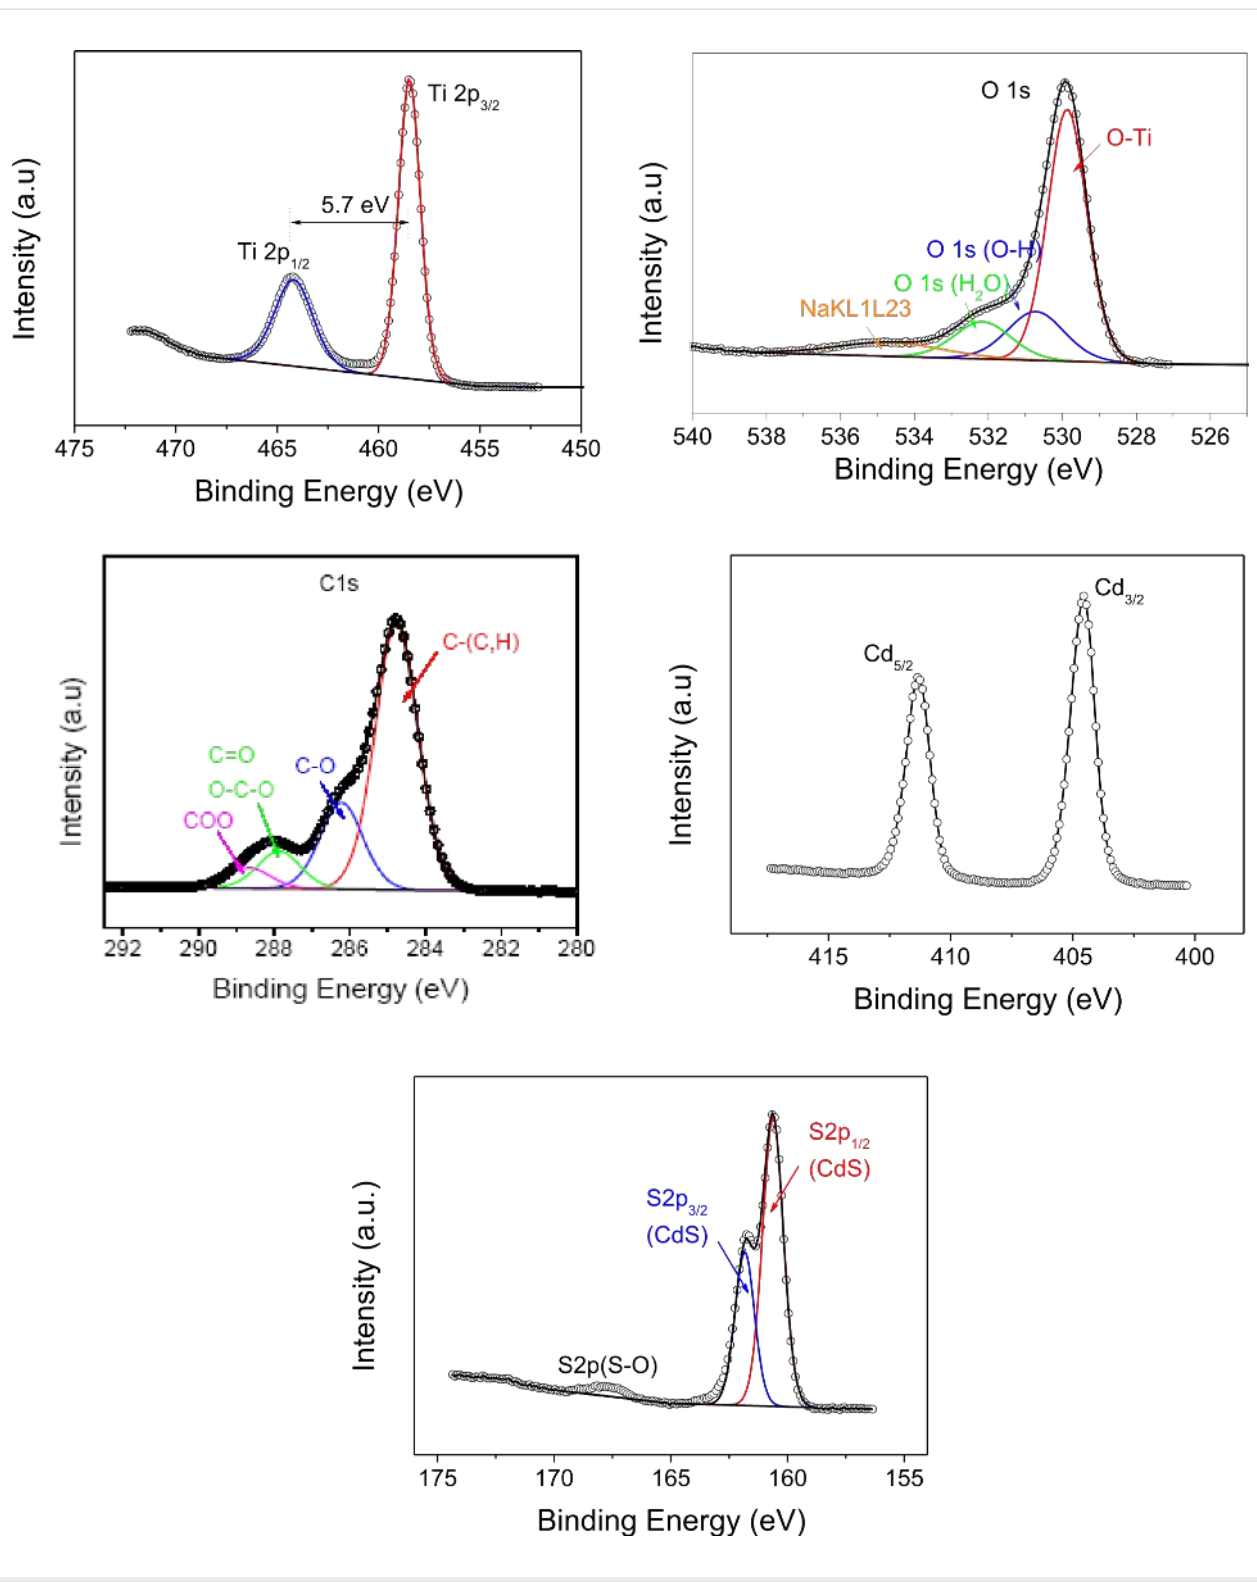 Ti 2p3/2
5.7 eV
Ti 2p1/2
Intensity (a.u)
475 470 465 460 455 450
Binding Energy (eV)
O 1s
O-Ti
O 1s (O-H)
O 1s (H2O)
NaKL1L23
Intensity (a.u)
540 538 536 534 532 530 528 526
Binding Energy (eV)
C1s
C-(C,H)
C=O
C-O
O-C-O
COO
Intensity (a.u)
292 290 288 286 284 282 280
Binding Energy (eV)
Cd3/2
Cd5/2
Intensity (a.u)
415 410 405 400
Binding Energy (eV)
S2p1/2
(CdS)
S2p3/2
(CdS)
S2p(S-O)
Intensity (a.u.)
175 170 165 160 155
Binding Energy (eV)